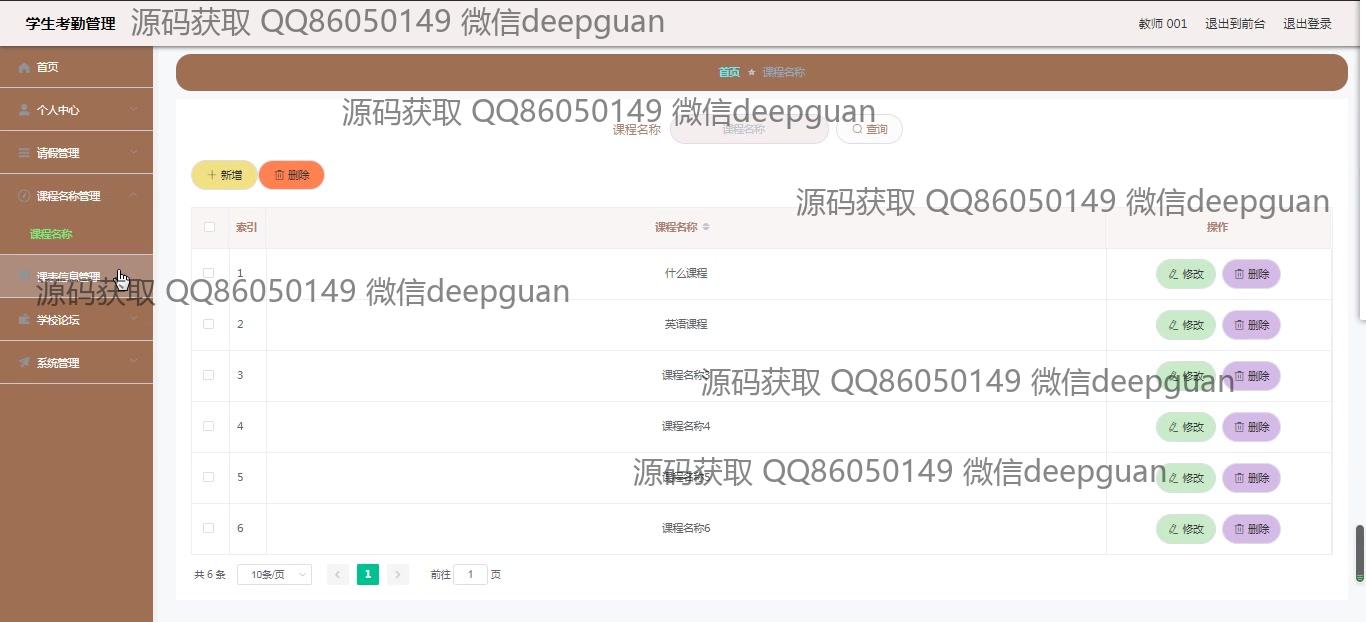 学生考勤管理
源码获取 QQ86050149 微信deepguan
教师 001
退出到前台
退出登录
首页
个人中心
请假管理
课程名称管理
课程名称
课表信息管理
学校论坛
系统管理
首页 课程名称
源码获取 QQ86050149 微信deepguan
课程名称
课程名称
查询
新增
删除
源码获取 QQ86050149 微信deepguan
索引 课程名称 操作
1 什么课程 修改 删除
源码获取 QQ86050149 微信deepguan
2 英语课程 修改 删除
3 课程名称3 修改 删除
源码获取 QQ86050149 微信deepguan
4 课程名称4 修改 删除
源码获取 QQ86050149 微信deepguan
5 课程名称5 修改 删除
6 课程名称6 修改 删除
共 6 条 10条/页 1 前往 1 页